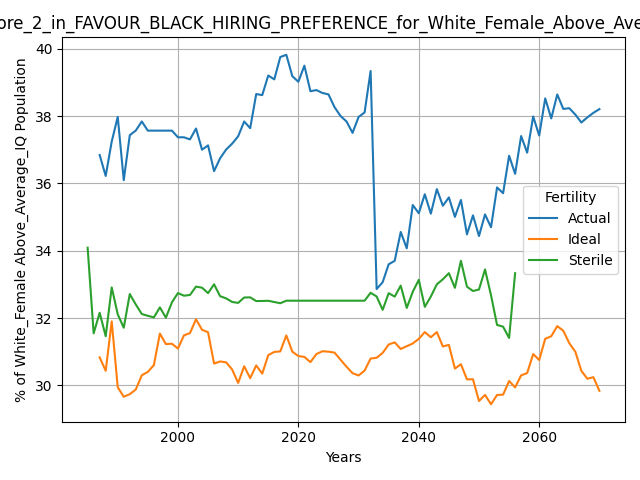 ore_2_in_FAVOUR_BLACK_HIRING_PREFERENCE_for_White_Female_Above_Ave
% of White_Female Above_Average_IQ Population
40
38
36
34
32
30
Fertility
Actual
Ideal
Sterile
2000
2020
2040
2060
Years